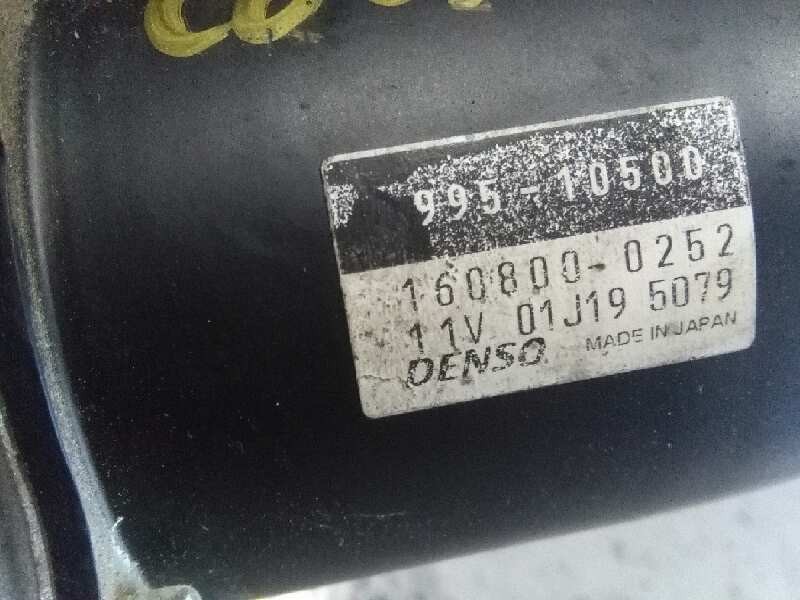 995-10500
160800-0252
11V 01J19 5079
DENSO MADE IN JAPAN